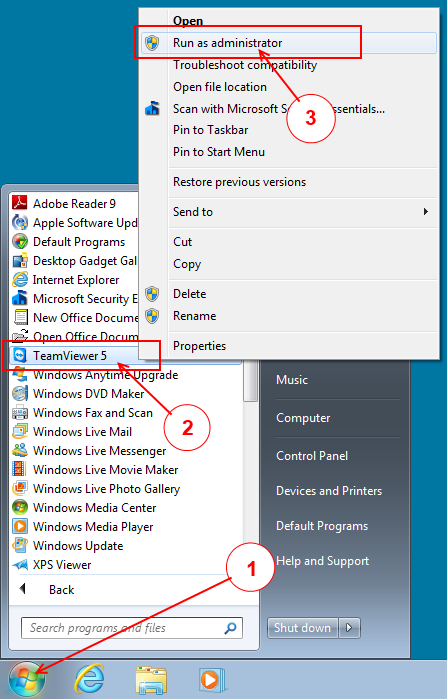 Open
Run as administrator
Troubleshoot compatibility
Open file location
Scan with Microsoft S essentials...
Pin to Taskbar
3
Pin to Start Menu
Restore previous versions
Send to
Cut
Copy
Delete
Rename
Properties
Adobe Reader 9
Apple Software Upd
Default Programs
Desktop Gadget Gal
Internet Explorer
Microsoft Security E
New Office Docume
Open Office Docum
TeamViewer 5
Windows Anytime Upgrade
Windows DVD Maker
Windows Fax and Scan
2
Windows Live Mail
Windows Live Messenger
Windows Live Movie Maker
Windows Live Photo Gallery
Windows Media Center
Windows Media Player
Windows Update
XPS Viewer
Back
Search programs and files
Music
Computer
Control Panel
Devices and Printers
Default Programs
Help and Support
1
Shut down